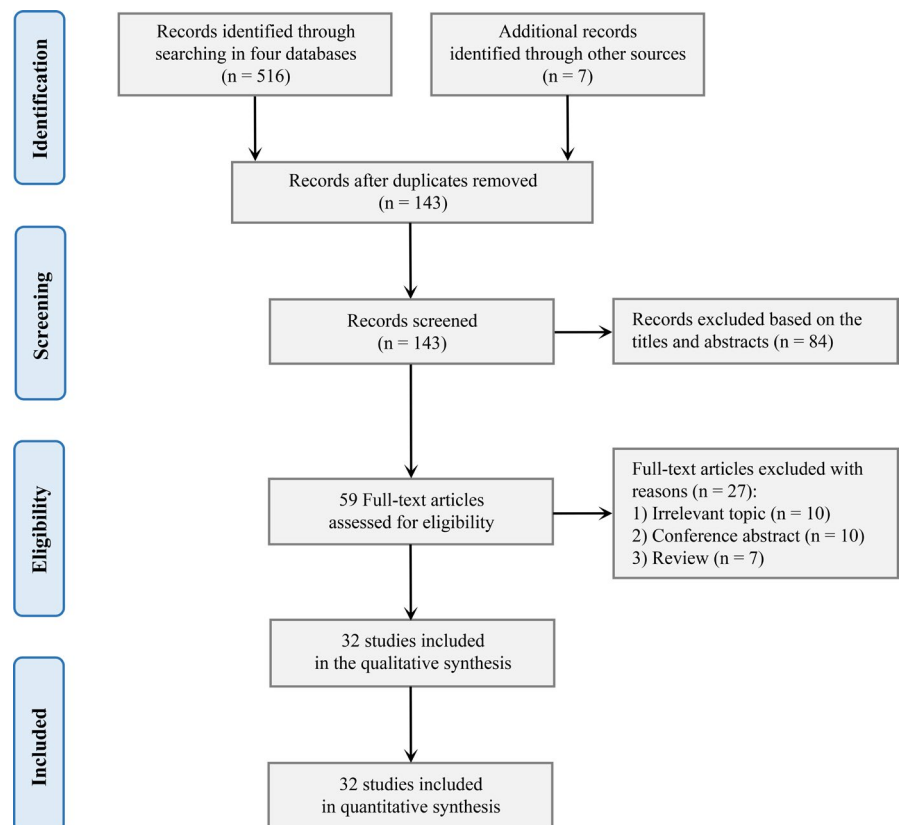 Identification
Records identified through
searching in four databases
(n = 516)
Additional records
identified through other sources
(n = 7)
Records after duplicates removed
(n = 143)
Screening
Records screened
(n = 143)
Records excluded based on the
titles and abstracts (n = 84)
Eligibility
59 Full-text articles
assessed for eligibility
Full-text articles excluded with
reasons (n = 27):
1) Irrelevant topic (n = 10)
2) Conference abstract (n = 10)
3) Review (n = 7)
32 studies included
in the qualitative synthesis
Included
32 studies included
in quantitative synthesis